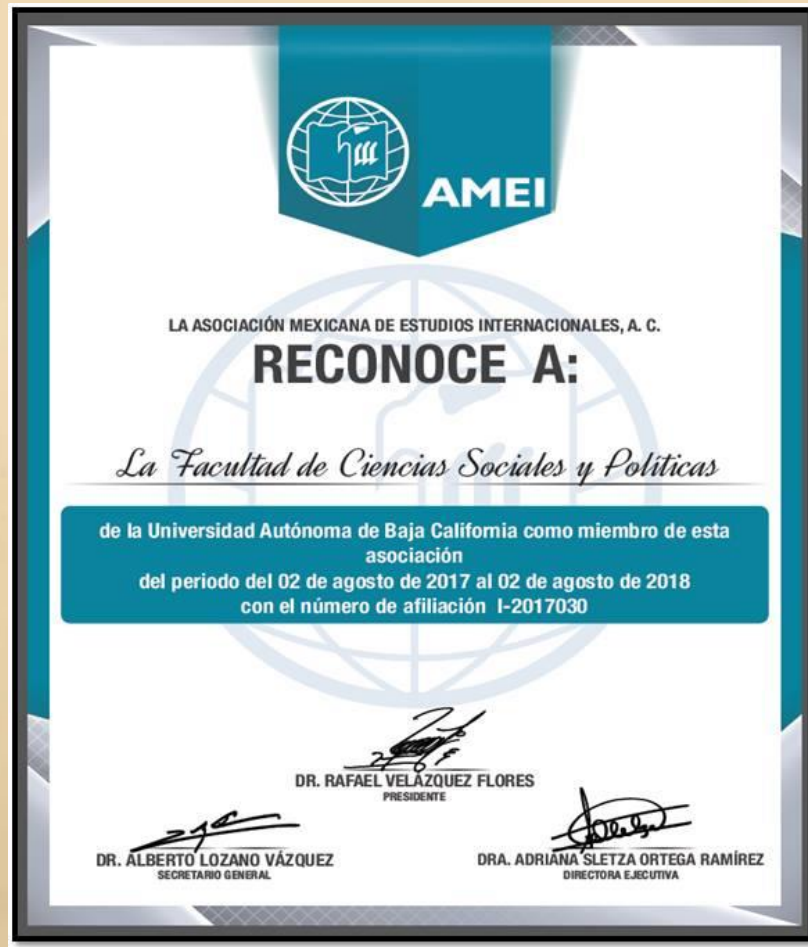 AMEI
LA ASOCIACIÓN MEXICANA DE ESTUDIOS INTERNACIONALES, A. C.
RECONOCE A:
La Facultad de Ciencias Sociales y Políticas
de la Universidad Autónoma de Baja California como miembro de esta
asociación
del periodo del 02 de agosto de 2017 al 02 de agosto de 2018
con el número de afiliación I-2017030
DR. RAFAEL VELÁZQUEZ FLORES
PRESIDENTE
DR. ALBERTO LOZANO VÁZQUEZ
SECRETARIO GENERAL
DRA. ADRIANA SLETZA ORTEGA RAMÍREZ
DIRECTORA EJECUTIVA